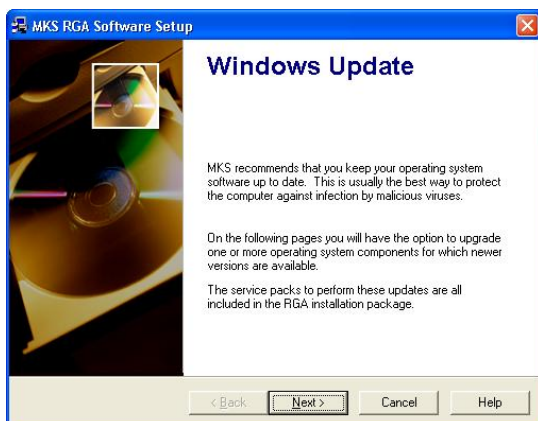 MKS RGA Software Setup
Windows Update
MKS recommends that you keep your operating system
software up to date. This is usually the best way to protect
the computer against infection by malicious viruses.
On the following pages you will have the option to upgrade
one or more operating system components for which newer
versions are available.
The service packs to perform these updates are all
included in the RGA installation package.
< Back Next > Cancel Help